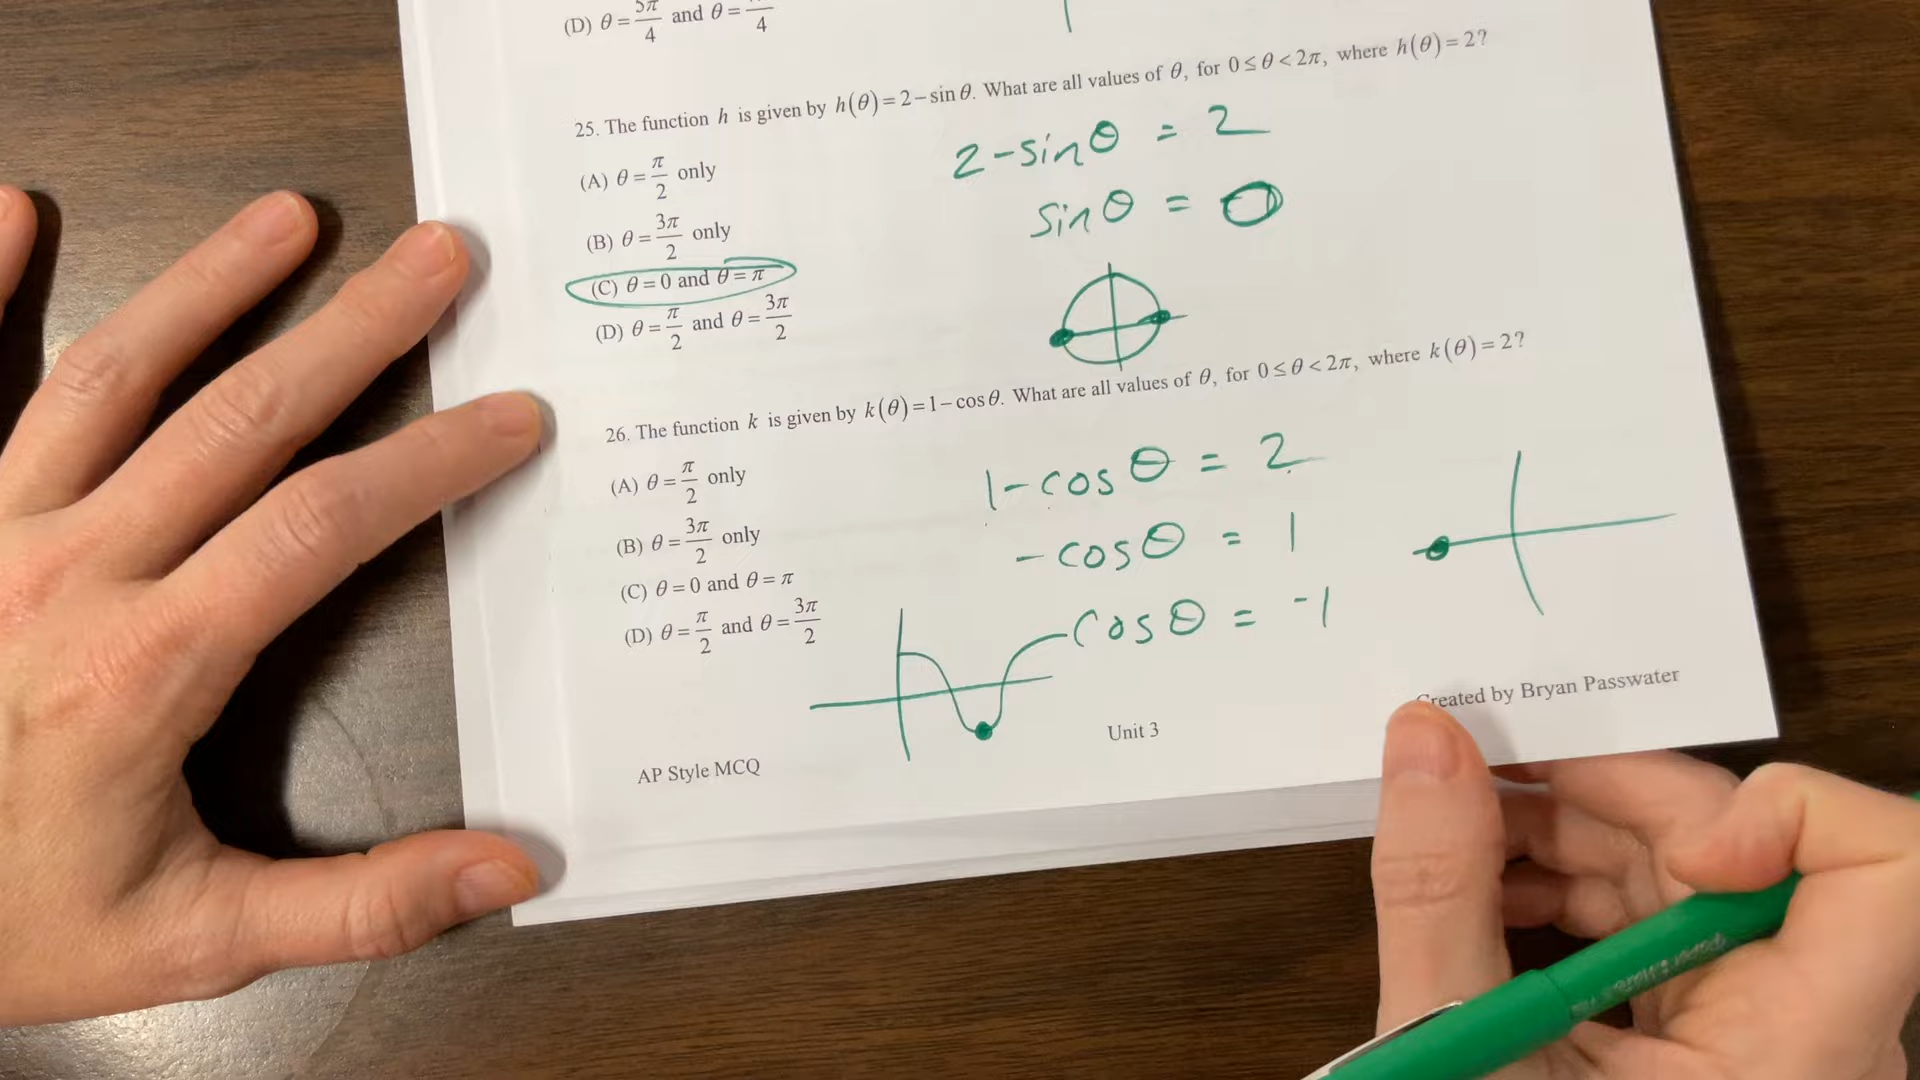 (D) θ = 5π/4 and θ = /4
25. The function h is given by h(θ) = 2 − sin θ. What are all values of θ, for 0 ≤ θ < 2π, where h(θ) = 2?
(A) θ = π/2 only
(B) θ = 3π/2 only
(C) θ = 0 and θ = π
(D) θ = π/2 and θ = 3π/2
2 − sin θ = 2
sin θ = 0
26. The function k is given by k(θ) = 1 − cos θ. What are all values of θ, for 0 ≤ θ < 2π, where k(θ) = 2?
(A) θ = π/2 only
(B) θ = 3π/2 only
(C) θ = 0 and θ = π
(D) θ = π/2 and θ = 3π/2
1 − cos θ = 2
− cos θ = 1
cos θ = -1
AP Style MCQ
Unit 3
Created by Bryan Passwater